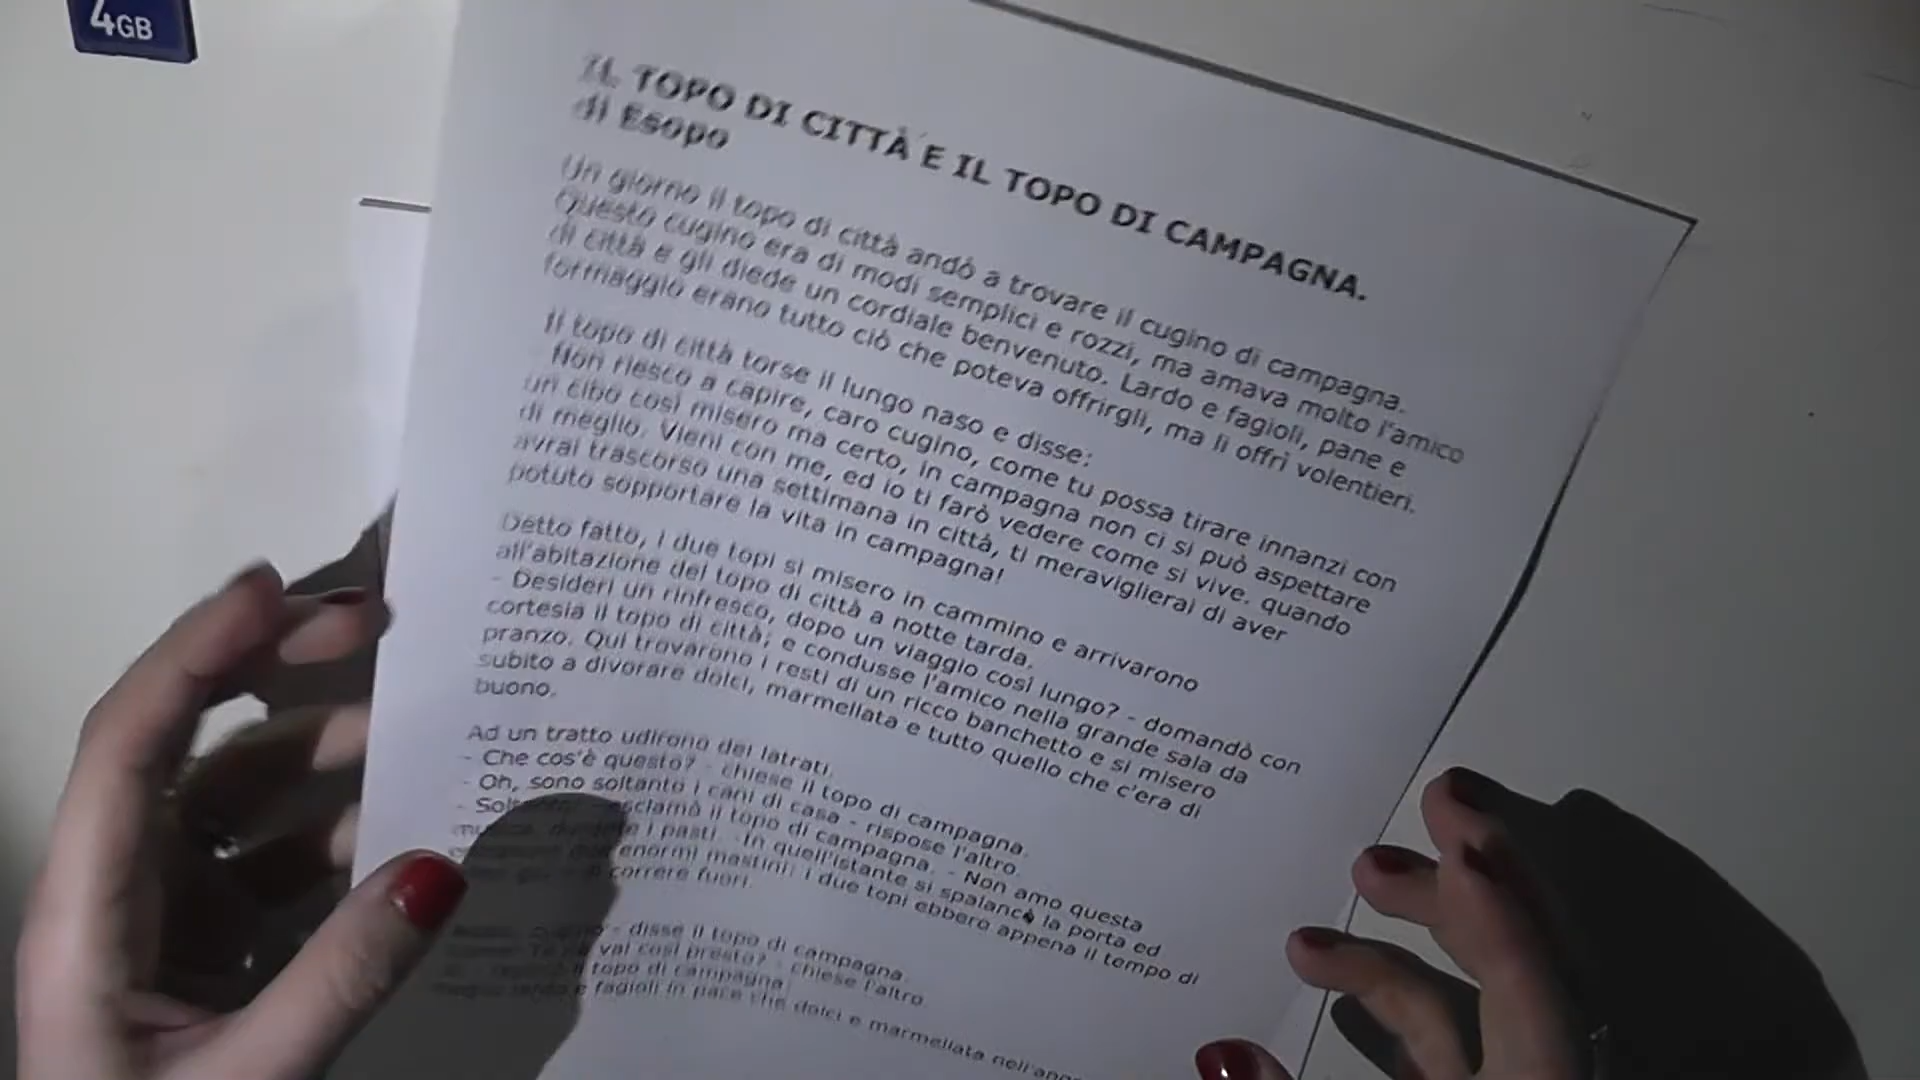 4GB
IL TOPO DI CITTÀ E IL TOPO DI CAMPAGNA.
di Esopo
Un giorno il topo di città andò a trovare il cugino di campagna.
Questo cugino era di modi semplici e rozzi, ma amava molto l'amico
di città e gli diede un cordiale benvenuto. Lardo e fagioli, pane e
formaggio erano tutto ciò che poteva offrirgli, ma li offrì volentieri.
Il topo di città torse il lungo naso e disse:
- Non riesco a capire, caro cugino, come tu possa tirare innanzi con
un cibo così misero ma certo, in campagna non ci si può aspettare
di meglio. Vieni con me, ed io ti farò vedere come si vive. quando
avrai trascorso una settimana in città, ti meraviglierai di aver
potuto sopportare la vita in campagna!
Detto fatto, i due topi si misero in cammino e arrivarono
all'abitazione del topo di città a notte tarda.
- Desideri un rinfresco, dopo un viaggio così lungo? - domandò con
cortesia il topo di città; e condusse l'amico nella grande sala da
pranzo. Qui trovarono i resti di un ricco banchetto e si misero
subito a divorare dolci, marmellata e tutto quello che c'era di
buono.
Ad un tratto udirono dei latrati.
- Che cos'è questo? - chiese il topo di campagna.
- Oh, sono soltanto i cani di casa - rispose l'altro.
- esclamò il topo di campagna. - Non amo questa
i pasti. - In quell'istante si spalancò la porta ed
enormi mastini: i due topi ebbero appena il tempo di
correre fuori.
- disse il topo di campagna.
vai così presto? - chiese l'altro.
il topo di campagna
e fagioli in pace che dolci e marmellata